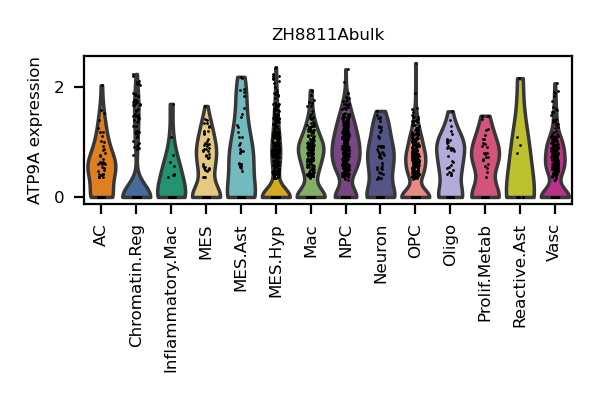 ZH8811Abulk
ATP9A expression
2
0
AC
Chromatin.Reg
Inflammatory.Mac
MES
MES.Ast
MES.Hyp
Mac
NPC
Neuron
OPC
Oligo
Prolif.Metab
Reactive.Ast
Vasc